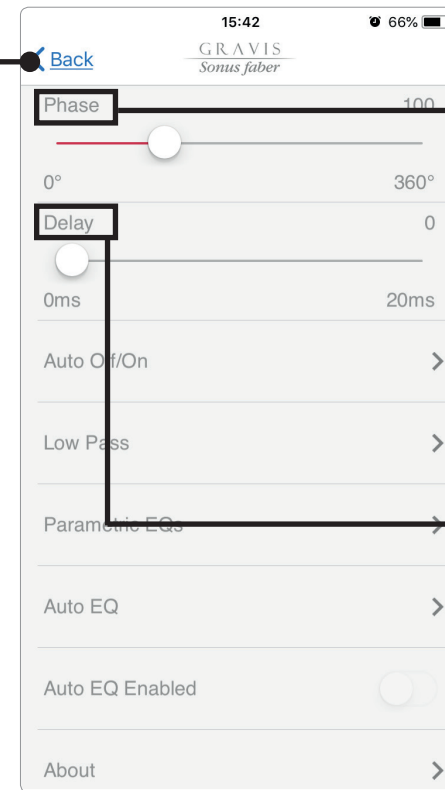 15:42
66%
Back
GRAVIS
Sonus faber
Phase 100
0° 360°
Delay 0
0ms 20ms
Auto Off/On
Low Pass
Parametric EQs
Auto EQ
Auto EQ Enabled
About